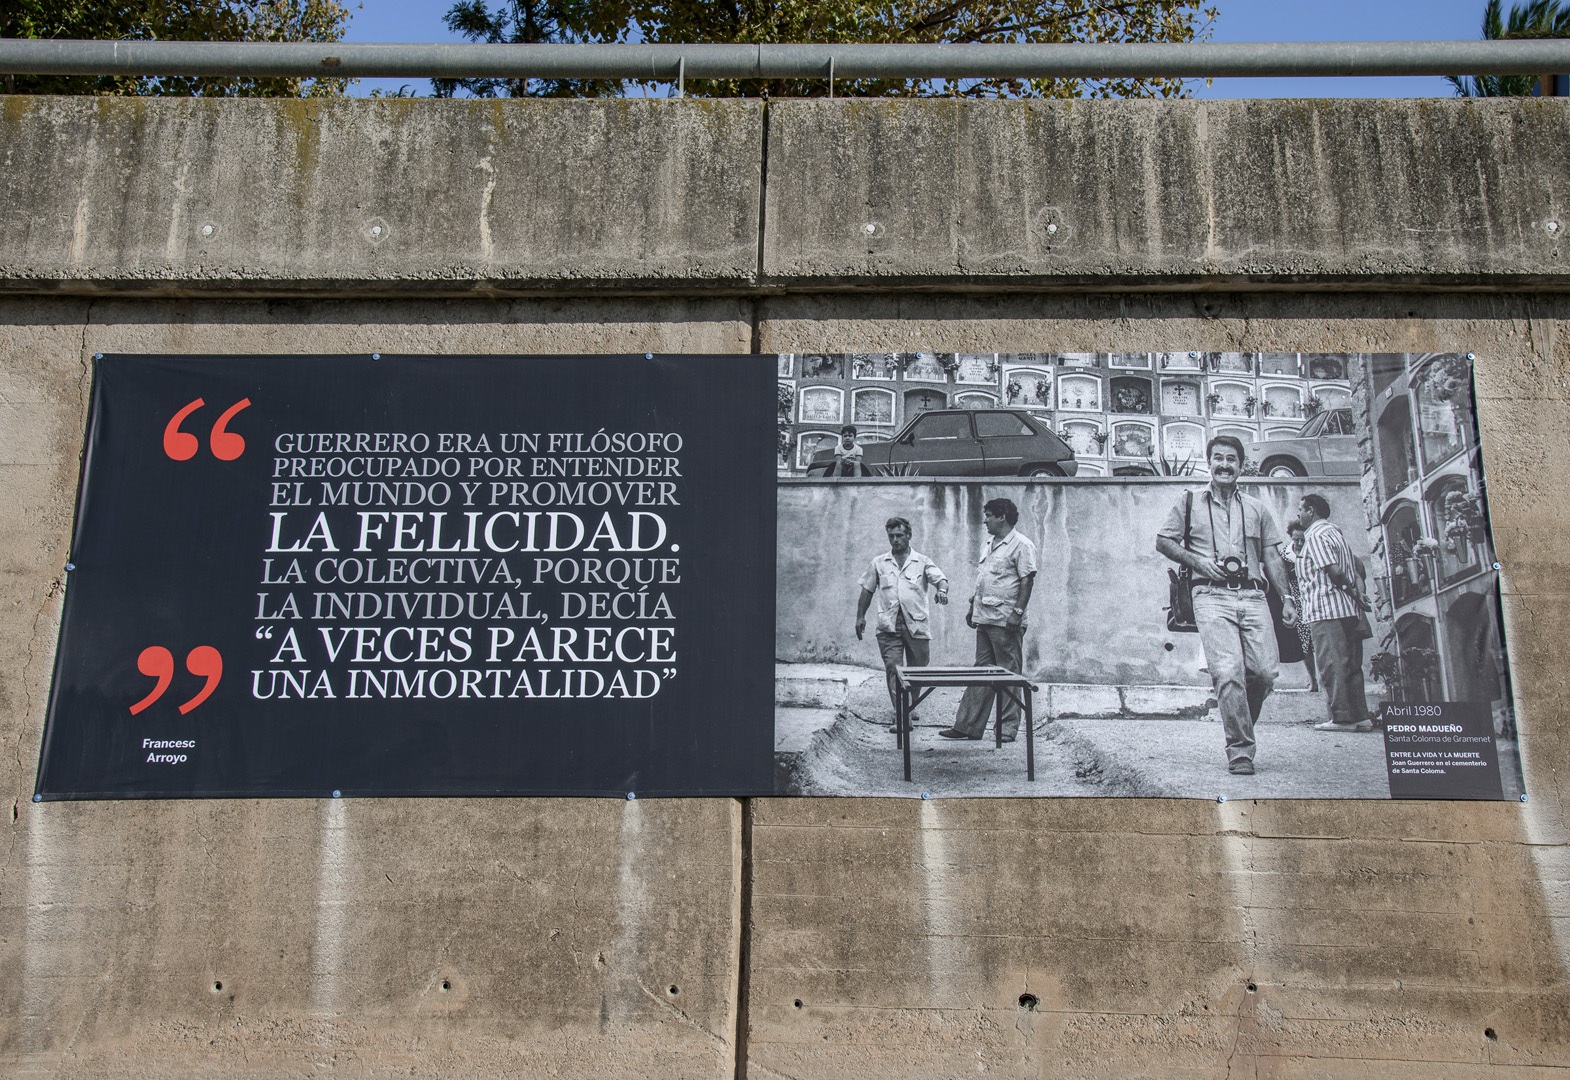 “
GUERRERO ERA UN FILÓSOFO
PREOCUPADO POR ENTENDER
EL MUNDO Y PROMOVER
LA FELICIDAD.
LA COLECTIVA, PORQUE
LA INDIVIDUAL, DECÍA
“A VECES PARECE
UNA INMORTALIDAD”
”
Francesc
Arroyo
Abril 1980
PEDRO MADUEÑO
Santa Coloma de Gramenet
ENTRE LA VIDA Y LA MUERTE
Joan Guerrero en el cementerio
de Santa Coloma.